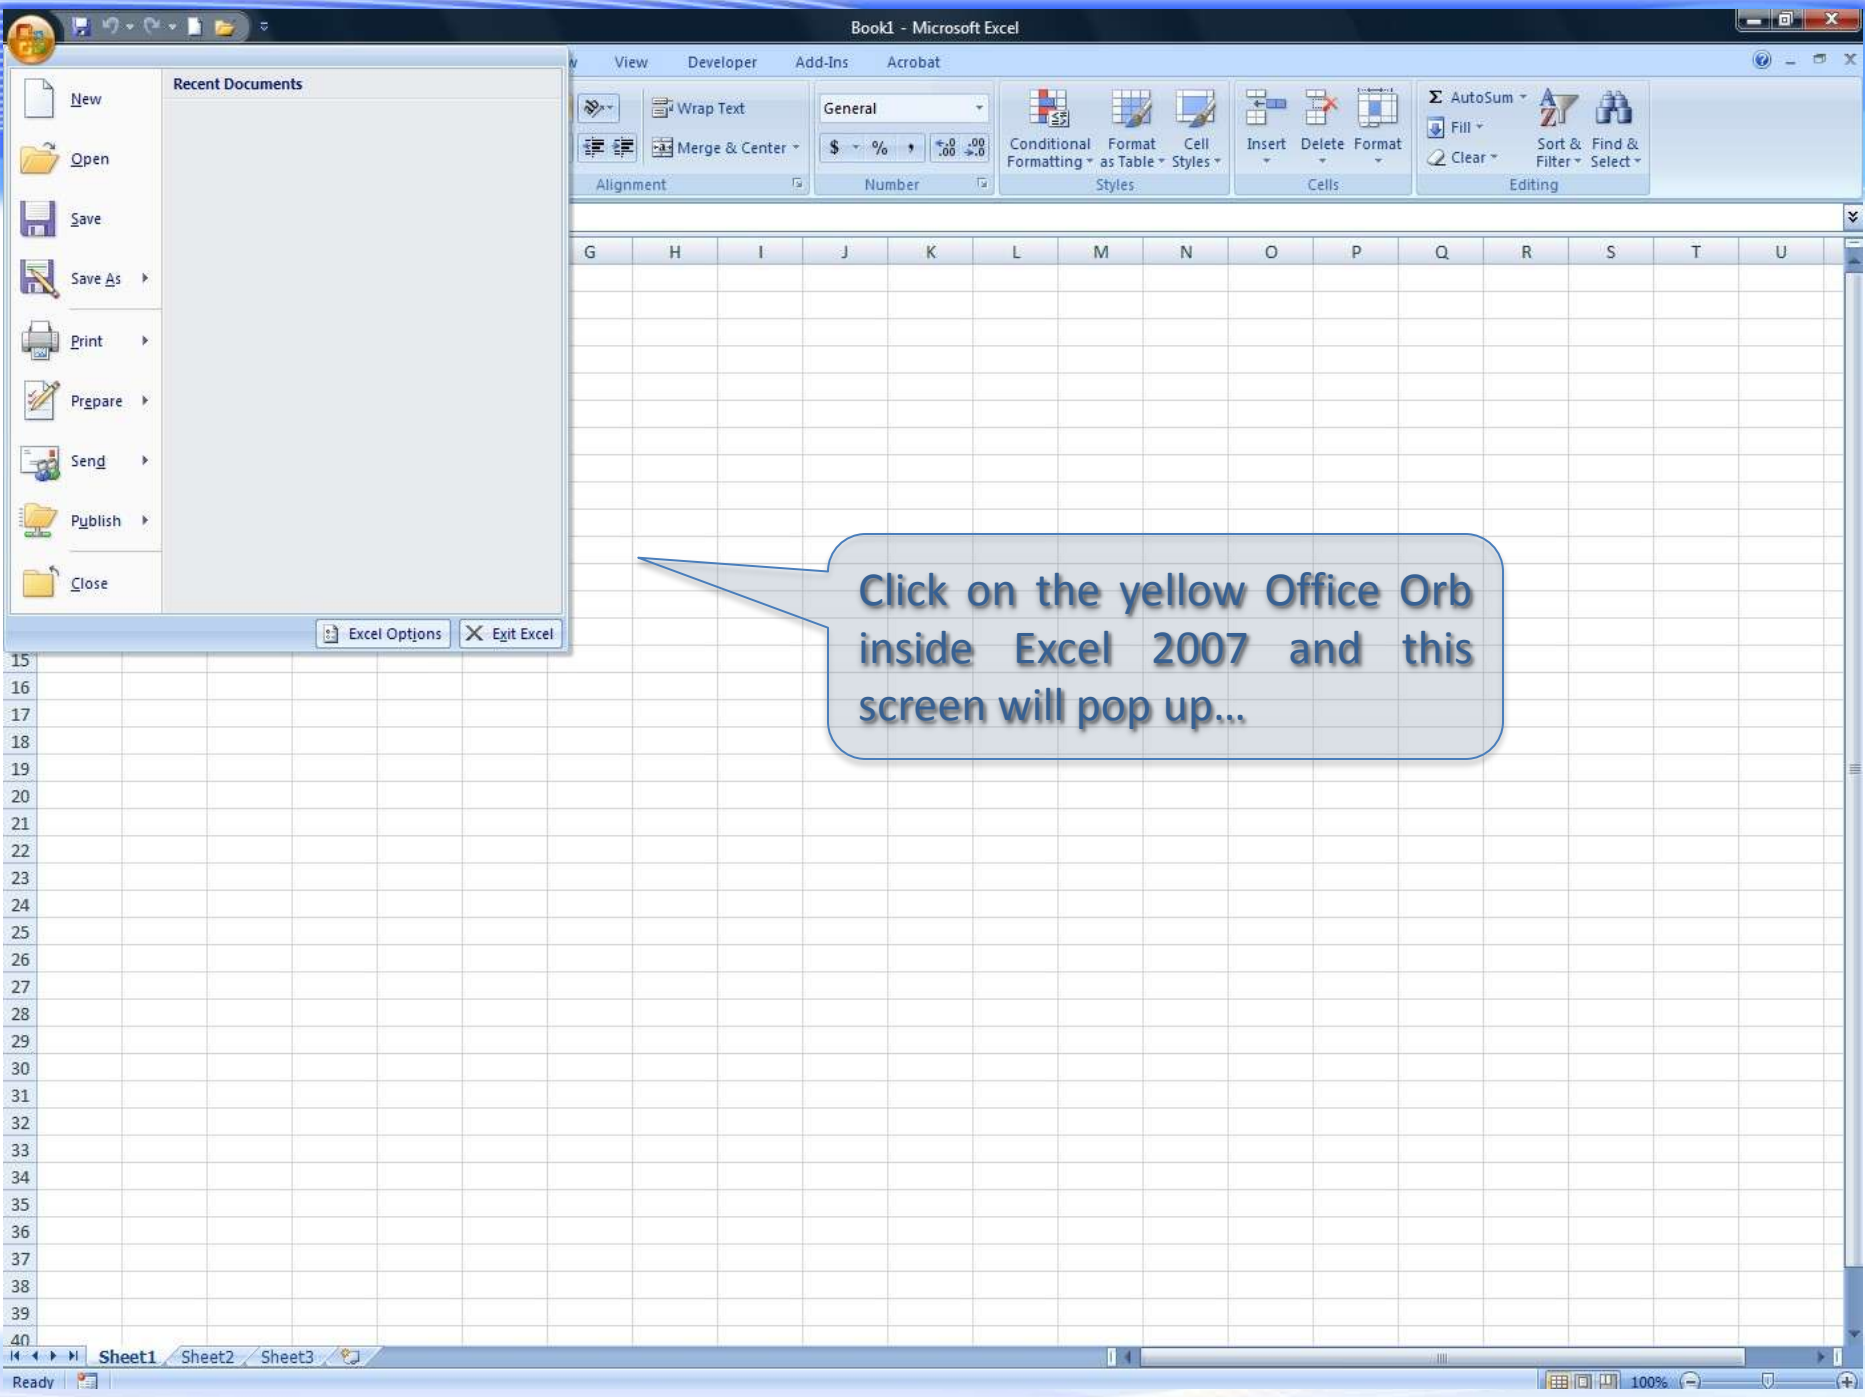 Book1 - Microsoft Excel
View Developer Add-Ins Acrobat
Recent Documents
New
Open
Save
Save As
Print
Prepare
Send
Publish
Close
Excel Options Exit Excel
Wrap Text
Merge & Center
Alignment
General
$ % , .0 .00 .00 .0
Number
Conditional Formatting
Format as Table
Cell Styles
Styles
Insert Delete Format
Cells
Σ AutoSum
Fill
Clear
Sort & Filter
Find & Select
Editing
G H I J K L M N O P Q R S T U
Click on the yellow Office Orb
inside Excel 2007 and this
screen will pop up...
15
16
17
18
19
20
21
22
23
24
25
26
27
28
29
30
31
32
33
34
35
36
37
38
39
40
Sheet1 Sheet2 Sheet3
Ready 100%